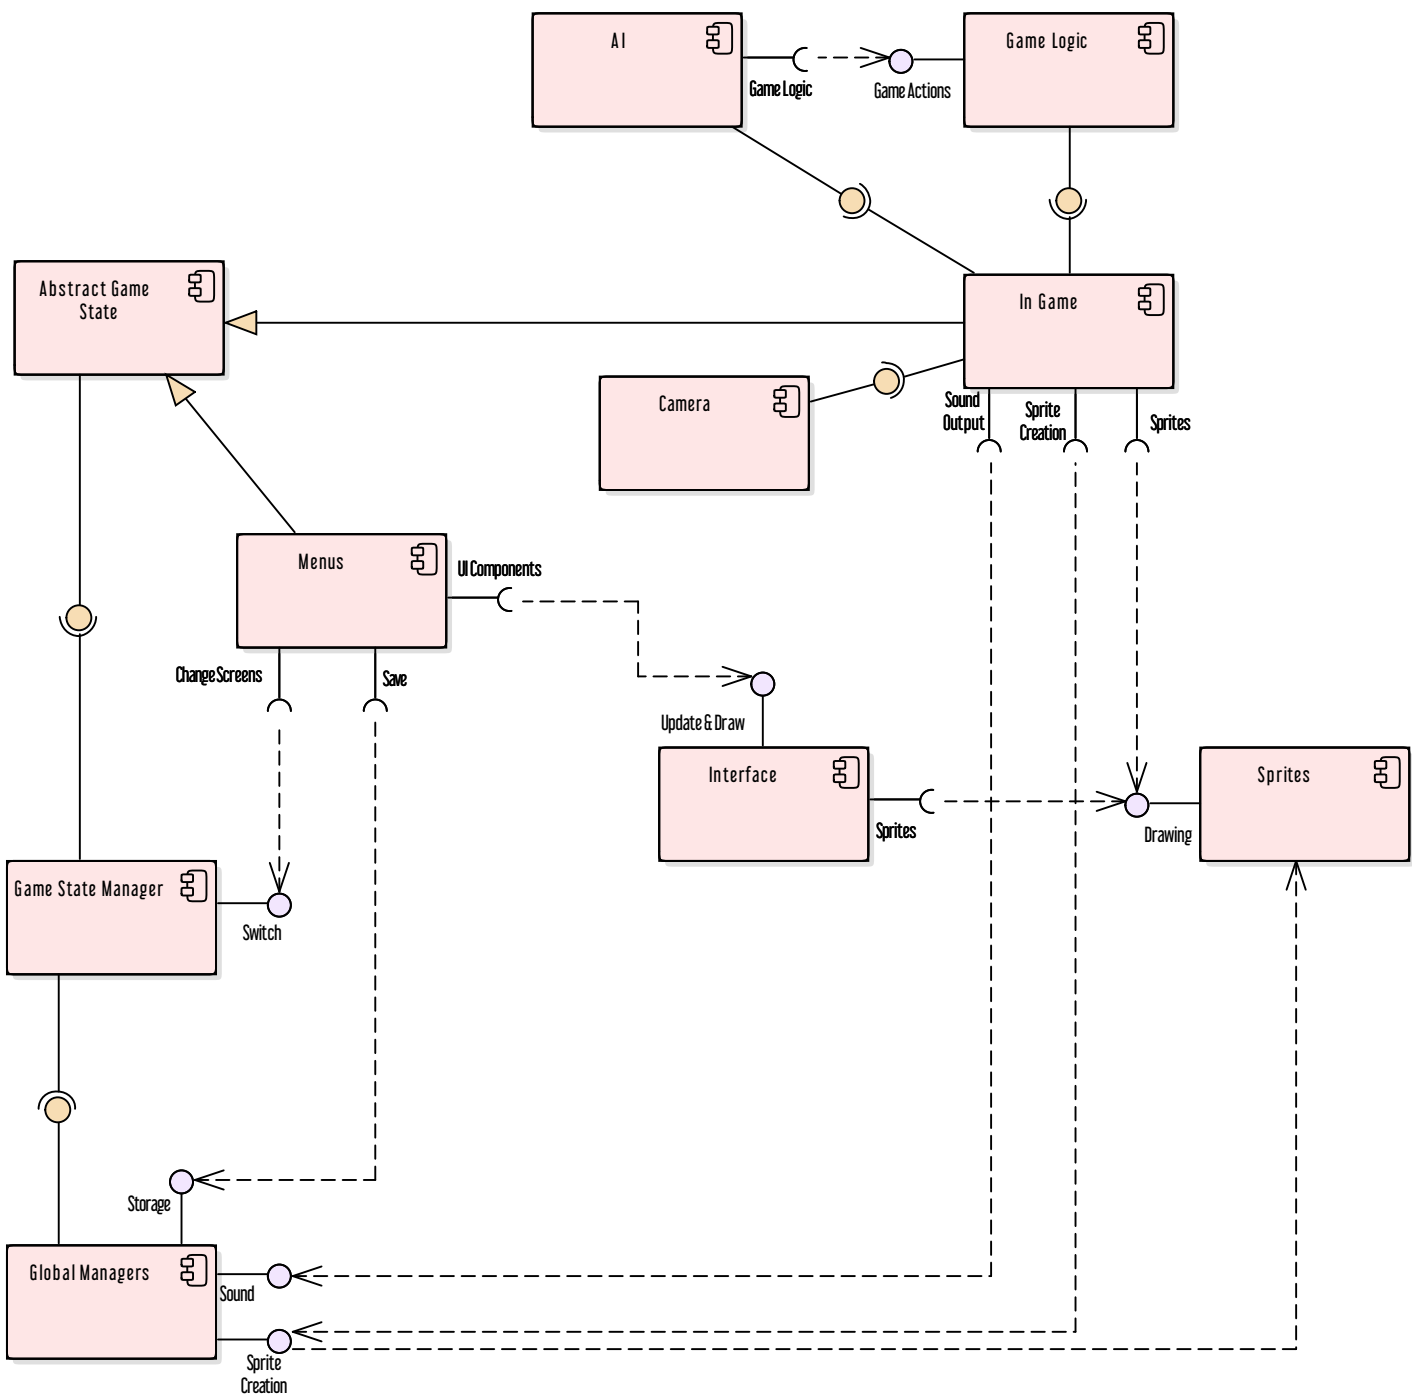 AI
Game Logic
Game Logic
Game Actions
Abstract Game
State
In Game
Camera
Sound
Output
Sprite
Creation
Sprites
Menus
UI Components
Change Screens
Save
Update & Draw
Interface
Sprites
Sprites
Drawing
Game State Manager
Switch
Storage
Global Managers
Sound
Sprite
Creation